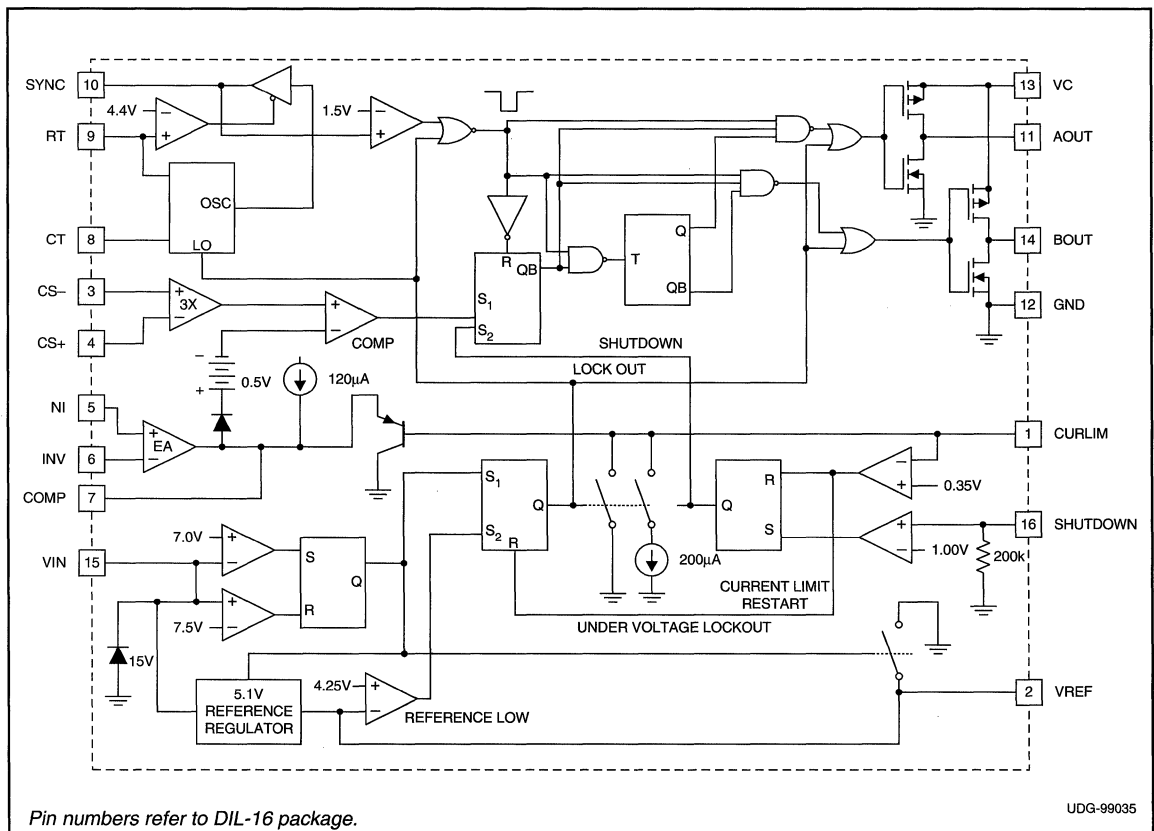 SYNC 10
4.4V
1.5V
13 VC
RT 9
11 AOUT
OSC
CT 8
LO
Q
T
14 BOUT
R
QB
QB
CS– 3
3X
S1
S2
12 GND
CS+ 4
COMP
SHUTDOWN
LOCK OUT
0.5V
120µA
NI 5
EA
1 CURLIM
INV 6
COMP 7
S1
Q
S2
R
R
Q
S
0.35V
16 SHUTDOWN
1.00V
200k
200µA
7.0V
VIN 15
S
Q
R
7.5V
CURRENT LIMIT
RESTART
UNDER VOLTAGE LOCKOUT
15V
5.1V
REFERENCE
REGULATOR
4.25V
REFERENCE LOW
2 VREF
Pin numbers refer to DIL-16 package.
UDG-99035